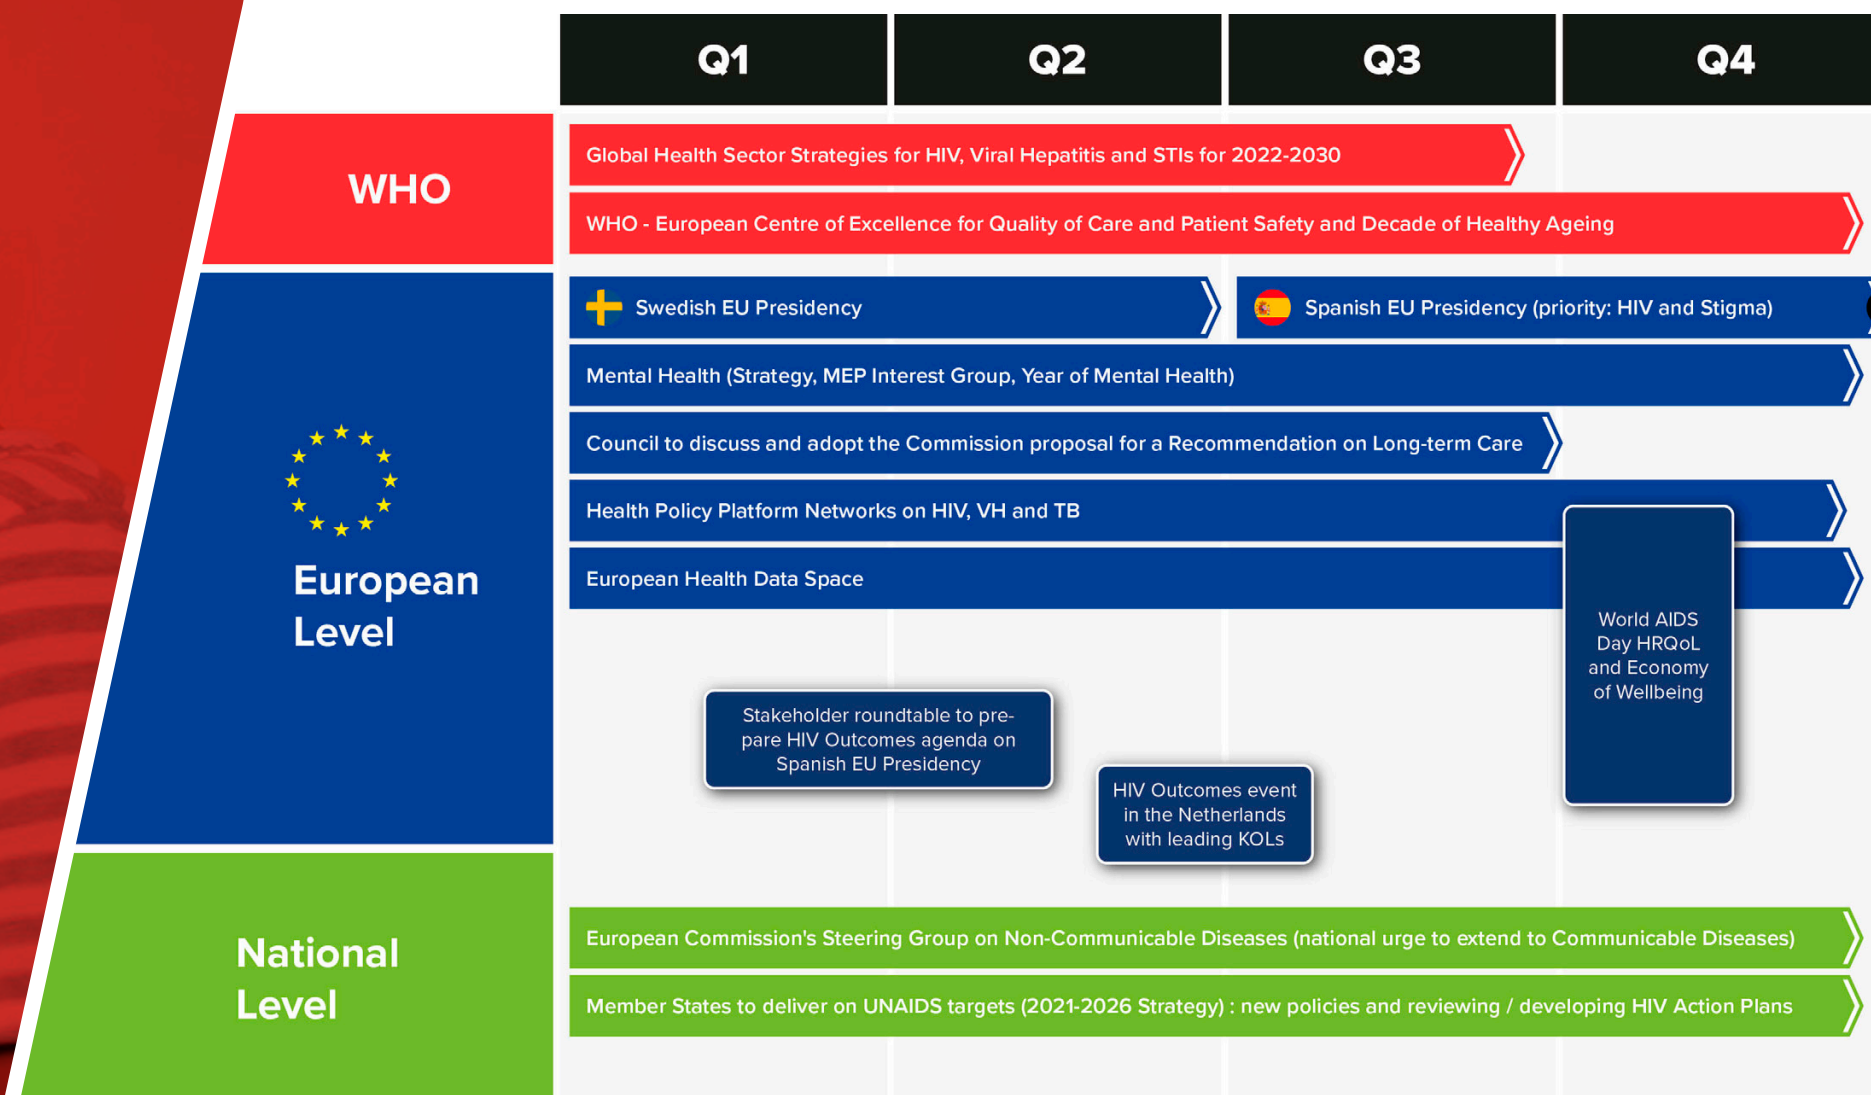 Q1
Q2
Q3
Q4
WHO
Global Health Sector Strategies for HIV, Viral Hepatitis and STIs for 2022-2030
WHO - European Centre of Excellence for Quality of Care and Patient Safety and Decade of Healthy Ageing
European
Level
Swedish EU Presidency
Spanish EU Presidency (priority: HIV and Stigma)
Mental Health (Strategy, MEP Interest Group, Year of Mental Health)
Council to discuss and adopt the Commission proposal for a Recommendation on Long-term Care
Health Policy Platform Networks on HIV, VH and TB
European Health Data Space
World AIDS
Day HRQoL
and Economy
of Wellbeing
Stakeholder roundtable to pre-
pare HIV Outcomes agenda on
Spanish EU Presidency
HIV Outcomes event
in the Netherlands
with leading KOLs
National
Level
European Commission's Steering Group on Non-Communicable Diseases (national urge to extend to Communicable Diseases)
Member States to deliver on UNAIDS targets (2021-2026 Strategy) : new policies and reviewing / developing HIV Action Plans